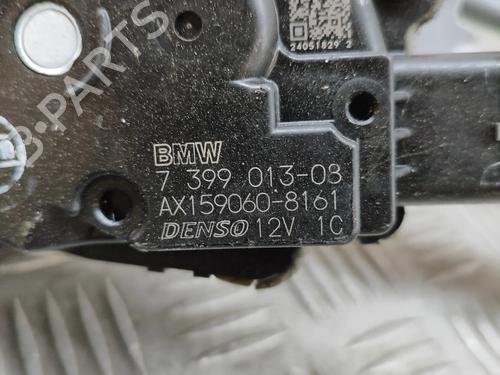 B-PARTS
24051829 2
BMW
7 399 013-03
AX159060-8161
DENSO 12V 1C